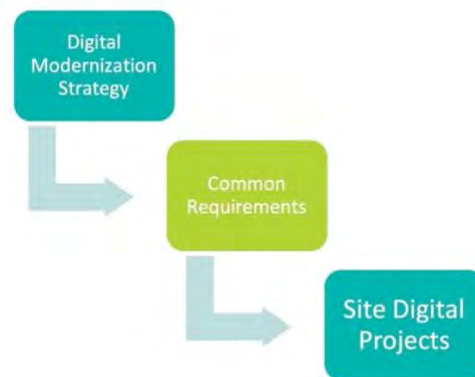 Digital
Modernization
Strategy
Common
Requirements
Site Digital
Projects